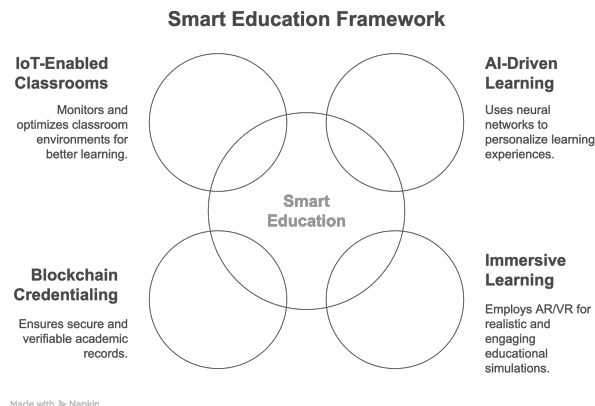 Smart Education Framework
IoT-Enabled
Classrooms
Monitors and
optimizes classroom
environments for
better learning.
AI-Driven
Learning
Uses neural
networks to
personalize learning
experiences.
Smart
Education
Blockchain
Credentialing
Ensures secure and
verifiable academic
records.
Immersive
Learning
Employs AR/VR for
realistic and
engaging
educational
simulations.
Made with Napkin